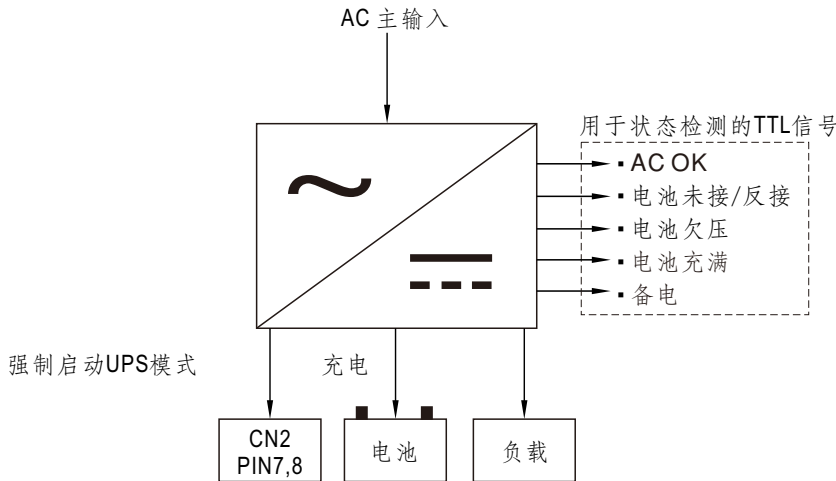 AC 主输入
用于状态检测的TTL信号
▪ AC OK
▪ 电池未接/反接
▪ 电池欠压
▪ 电池充满
▪ 备电
强制启动UPS模式
充电
CN2
PIN7,8
电池
负载